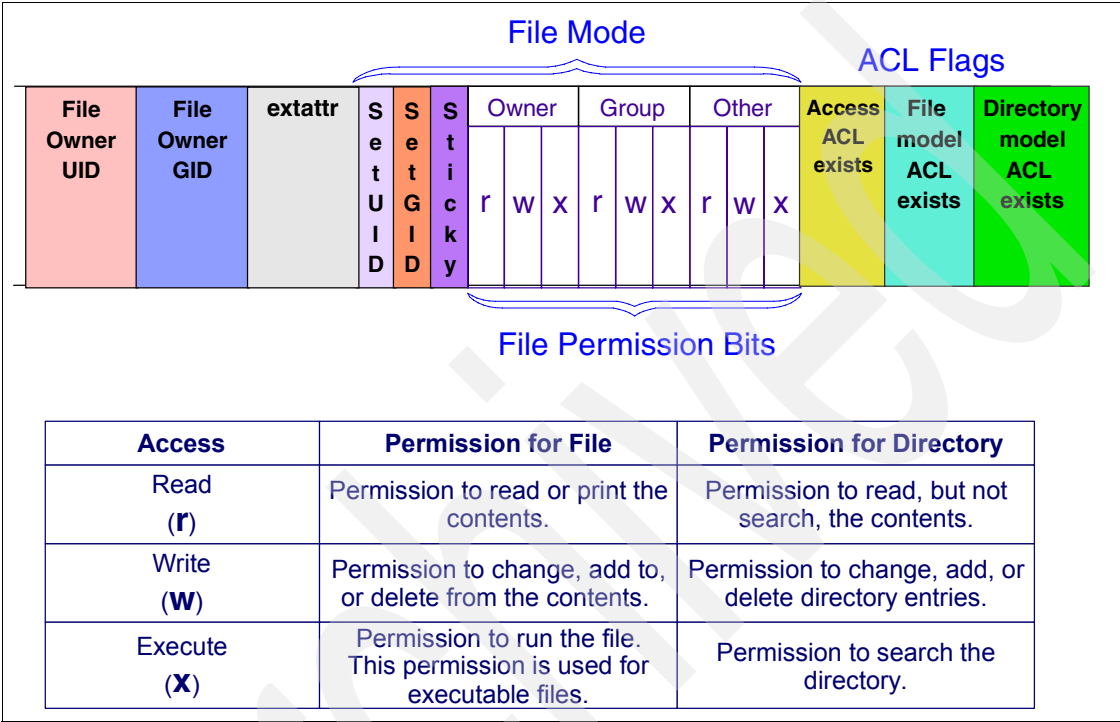 File Mode
ACL Flags
File Owner UID
File Owner GID
extattr
SetUID
SetGID
Sticky
Owner
Group
Other
r w x r w x r w x
Access ACL exists
File model ACL exists
Directory model ACL exists
File Permission Bits
Access
Permission for File
Permission for Directory
Read
(r)
Permission to read or print the
contents.
Permission to read, but not
search, the contents.
Write
(w)
Permission to change, add to,
or delete from the contents.
Permission to change, add, or
delete directory entries.
Execute
(x)
Permission to run the file.
This permission is used for
executable files.
Permission to search the
directory.